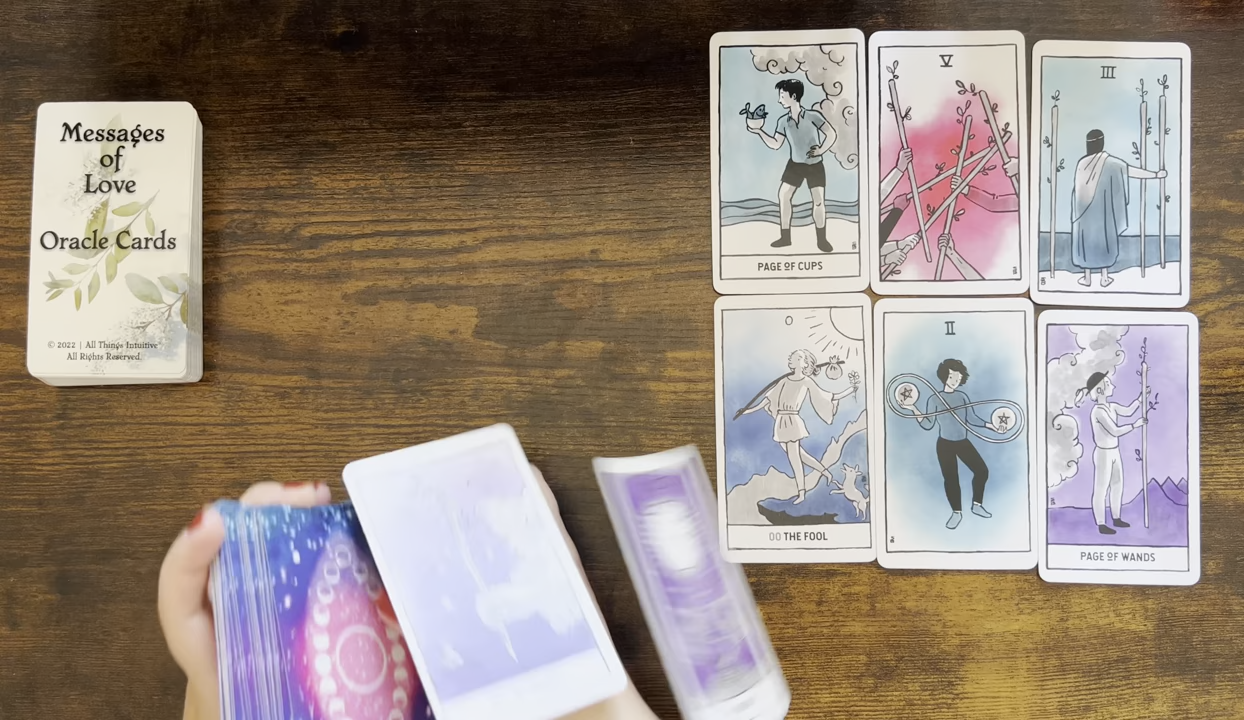 Messages
of
Love
Oracle Cards
© 2022 | All Things Intuitive
All Rights Reserved.
PAGE OF CUPS
V
III
0
00 THE FOOL
II
PAGE OF WANDS